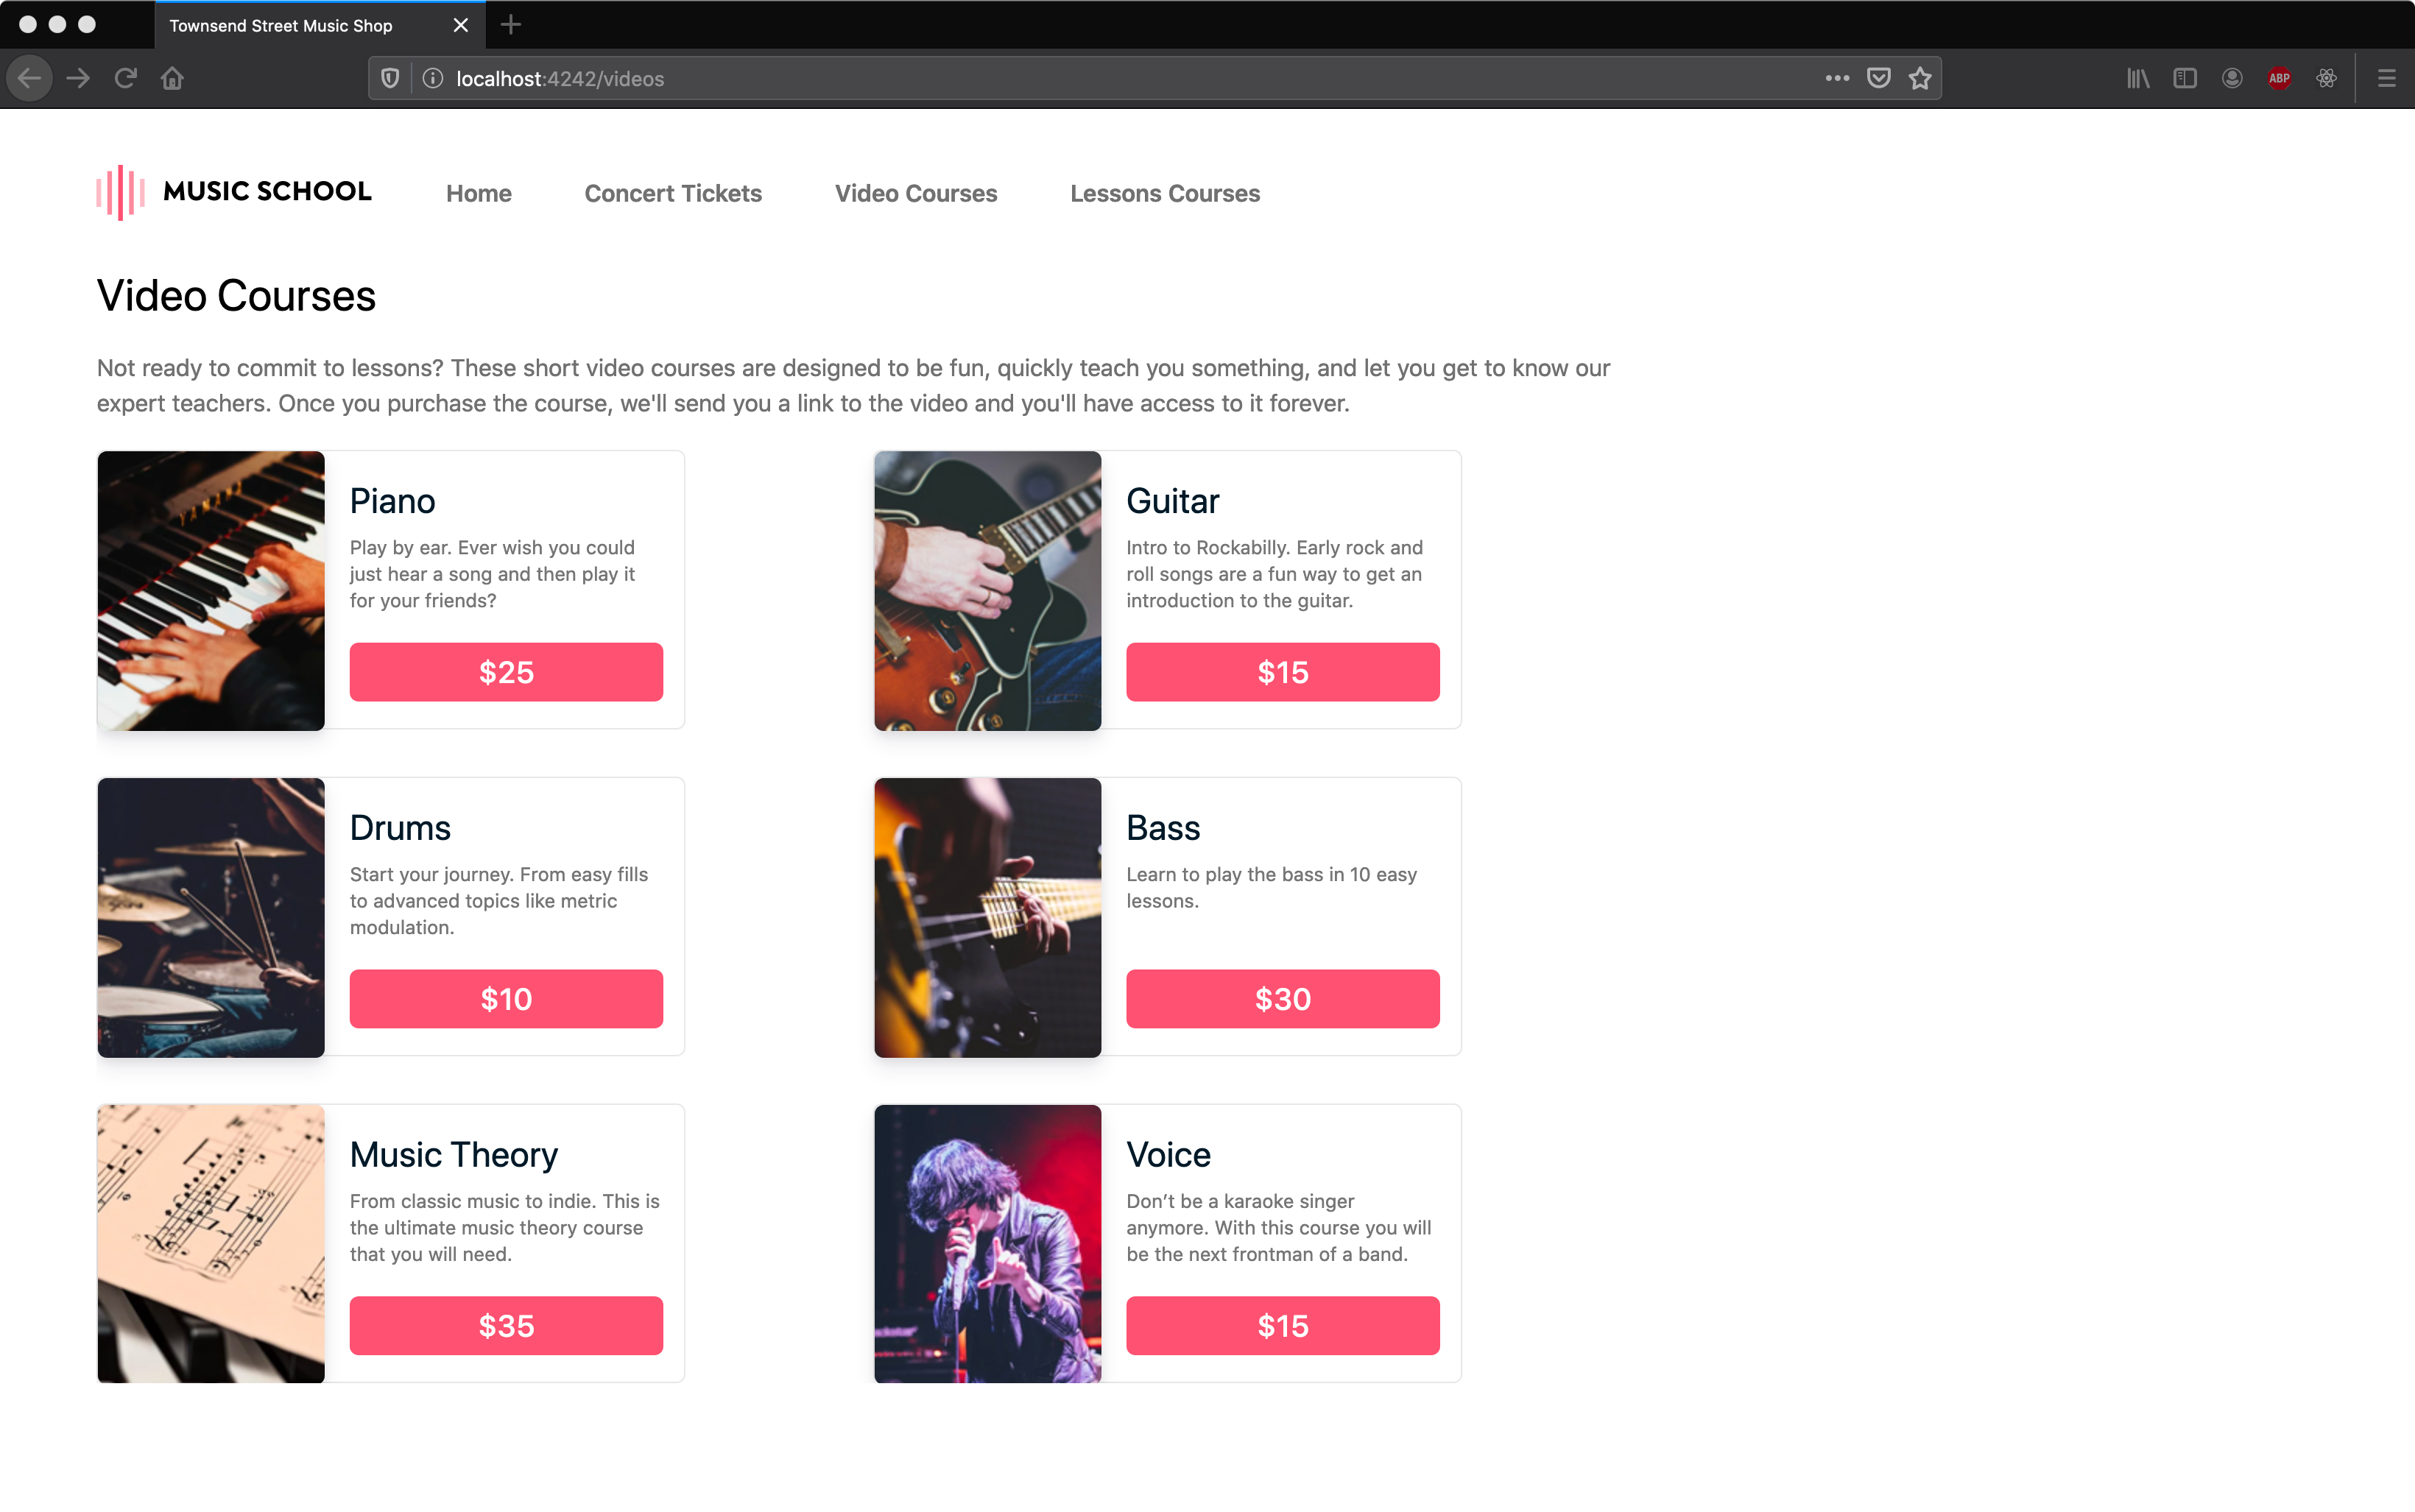 Townsend Street Music Shop
localhost:4242/videos
ABP
MUSIC SCHOOL
Home
Concert Tickets
Video Courses
Lessons Courses
Video Courses
Not ready to commit to lessons? These short video courses are designed to be fun, quickly teach you something, and let you get to know our
expert teachers. Once you purchase the course, we'll send you a link to the video and you'll have access to it forever.
YAMAHA
Piano
Play by ear. Ever wish you could
just hear a song and then play it
for your friends?
$25
Guitar
Intro to Rockabilly. Early rock and
roll songs are a fun way to get an
introduction to the guitar.
$15
Drums
Start your journey. From easy fills
to advanced topics like metric
modulation.
$10
Bass
Learn to play the bass in 10 easy
lessons.
$30
Music Theory
From classic music to indie. This is
the ultimate music theory course
that you will need.
$35
Voice
Don’t be a karaoke singer
anymore. With this course you will
be the next frontman of a band.
$15